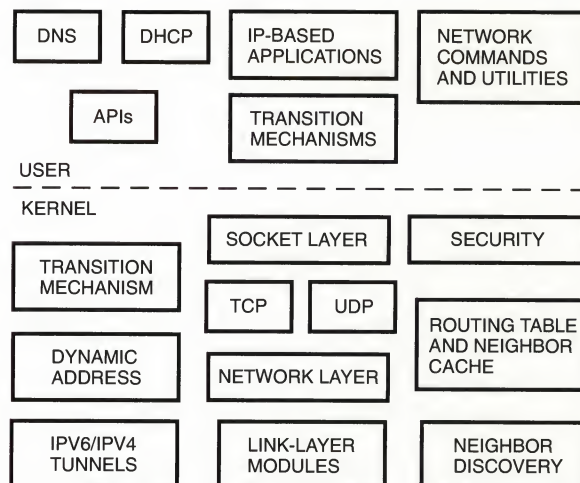 DNS
DHCP
IP-BASED
APPLICATIONS
NETWORK
COMMANDS
AND UTILITIES
APIs
TRANSITION
MECHANISMS
USER
KERNEL
SOCKET LAYER
SECURITY
TRANSITION
MECHANISM
TCP
UDP
ROUTING TABLE
AND NEIGHBOR
CACHE
DYNAMIC
ADDRESS
NETWORK LAYER
IPV6/IPV4
TUNNELS
LINK-LAYER
MODULES
NEIGHBOR
DISCOVERY